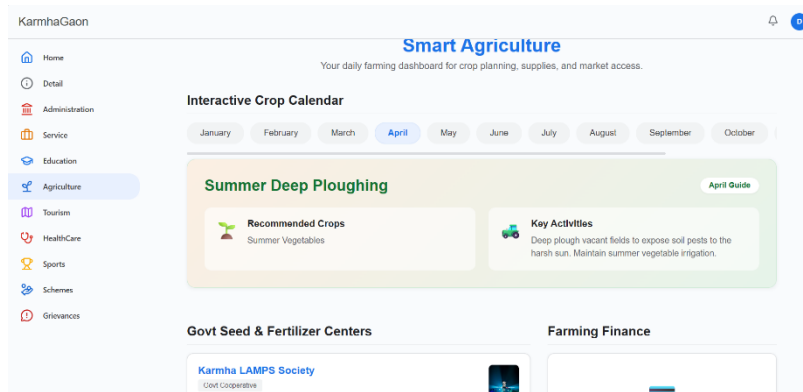 KarmhaGaon
D
Home
Detail
Administration
Service
Education
Agriculture
Tourism
HealthCare
Sports
Schemes
Grievances
Smart Agriculture
Your daily farming dashboard for crop planning, supplies, and market access.
Interactive Crop Calendar
January February March April May June July August September October
Summer Deep Ploughing
April Guide
Recommended Crops
Summer Vegetables
Key Activities
Deep plough vacant fields to expose soil pests to the
harsh sun. Maintain summer vegetable irrigation.
Govt Seed & Fertilizer Centers
Karmha LAMPS Society
Govt Cooperative
Farming Finance